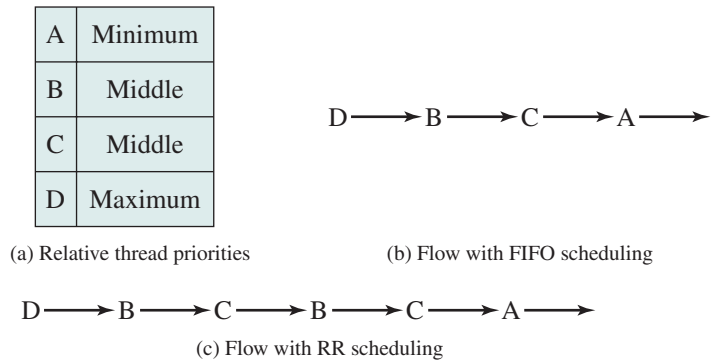 A Minimum
B Middle
C Middle
D Maximum
(a) Relative thread priorities
D B C A
(b) Flow with FIFO scheduling
D B C B C A
(c) Flow with RR scheduling